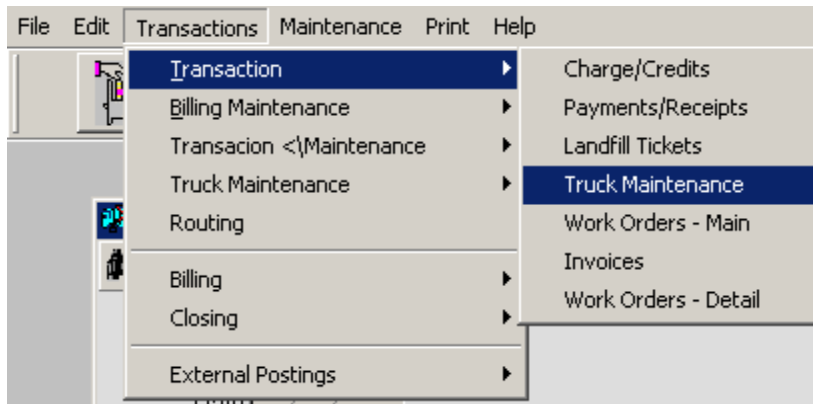 File Edit Transactions Maintenance Print Help
Transaction
Billing Maintenance
Transacion <\Maintenance
Truck Maintenance
Routing
Billing
Closing
External Postings
Charge/Credits
Payments/Receipts
Landfill Tickets
Truck Maintenance
Work Orders - Main
Invoices
Work Orders - Detail